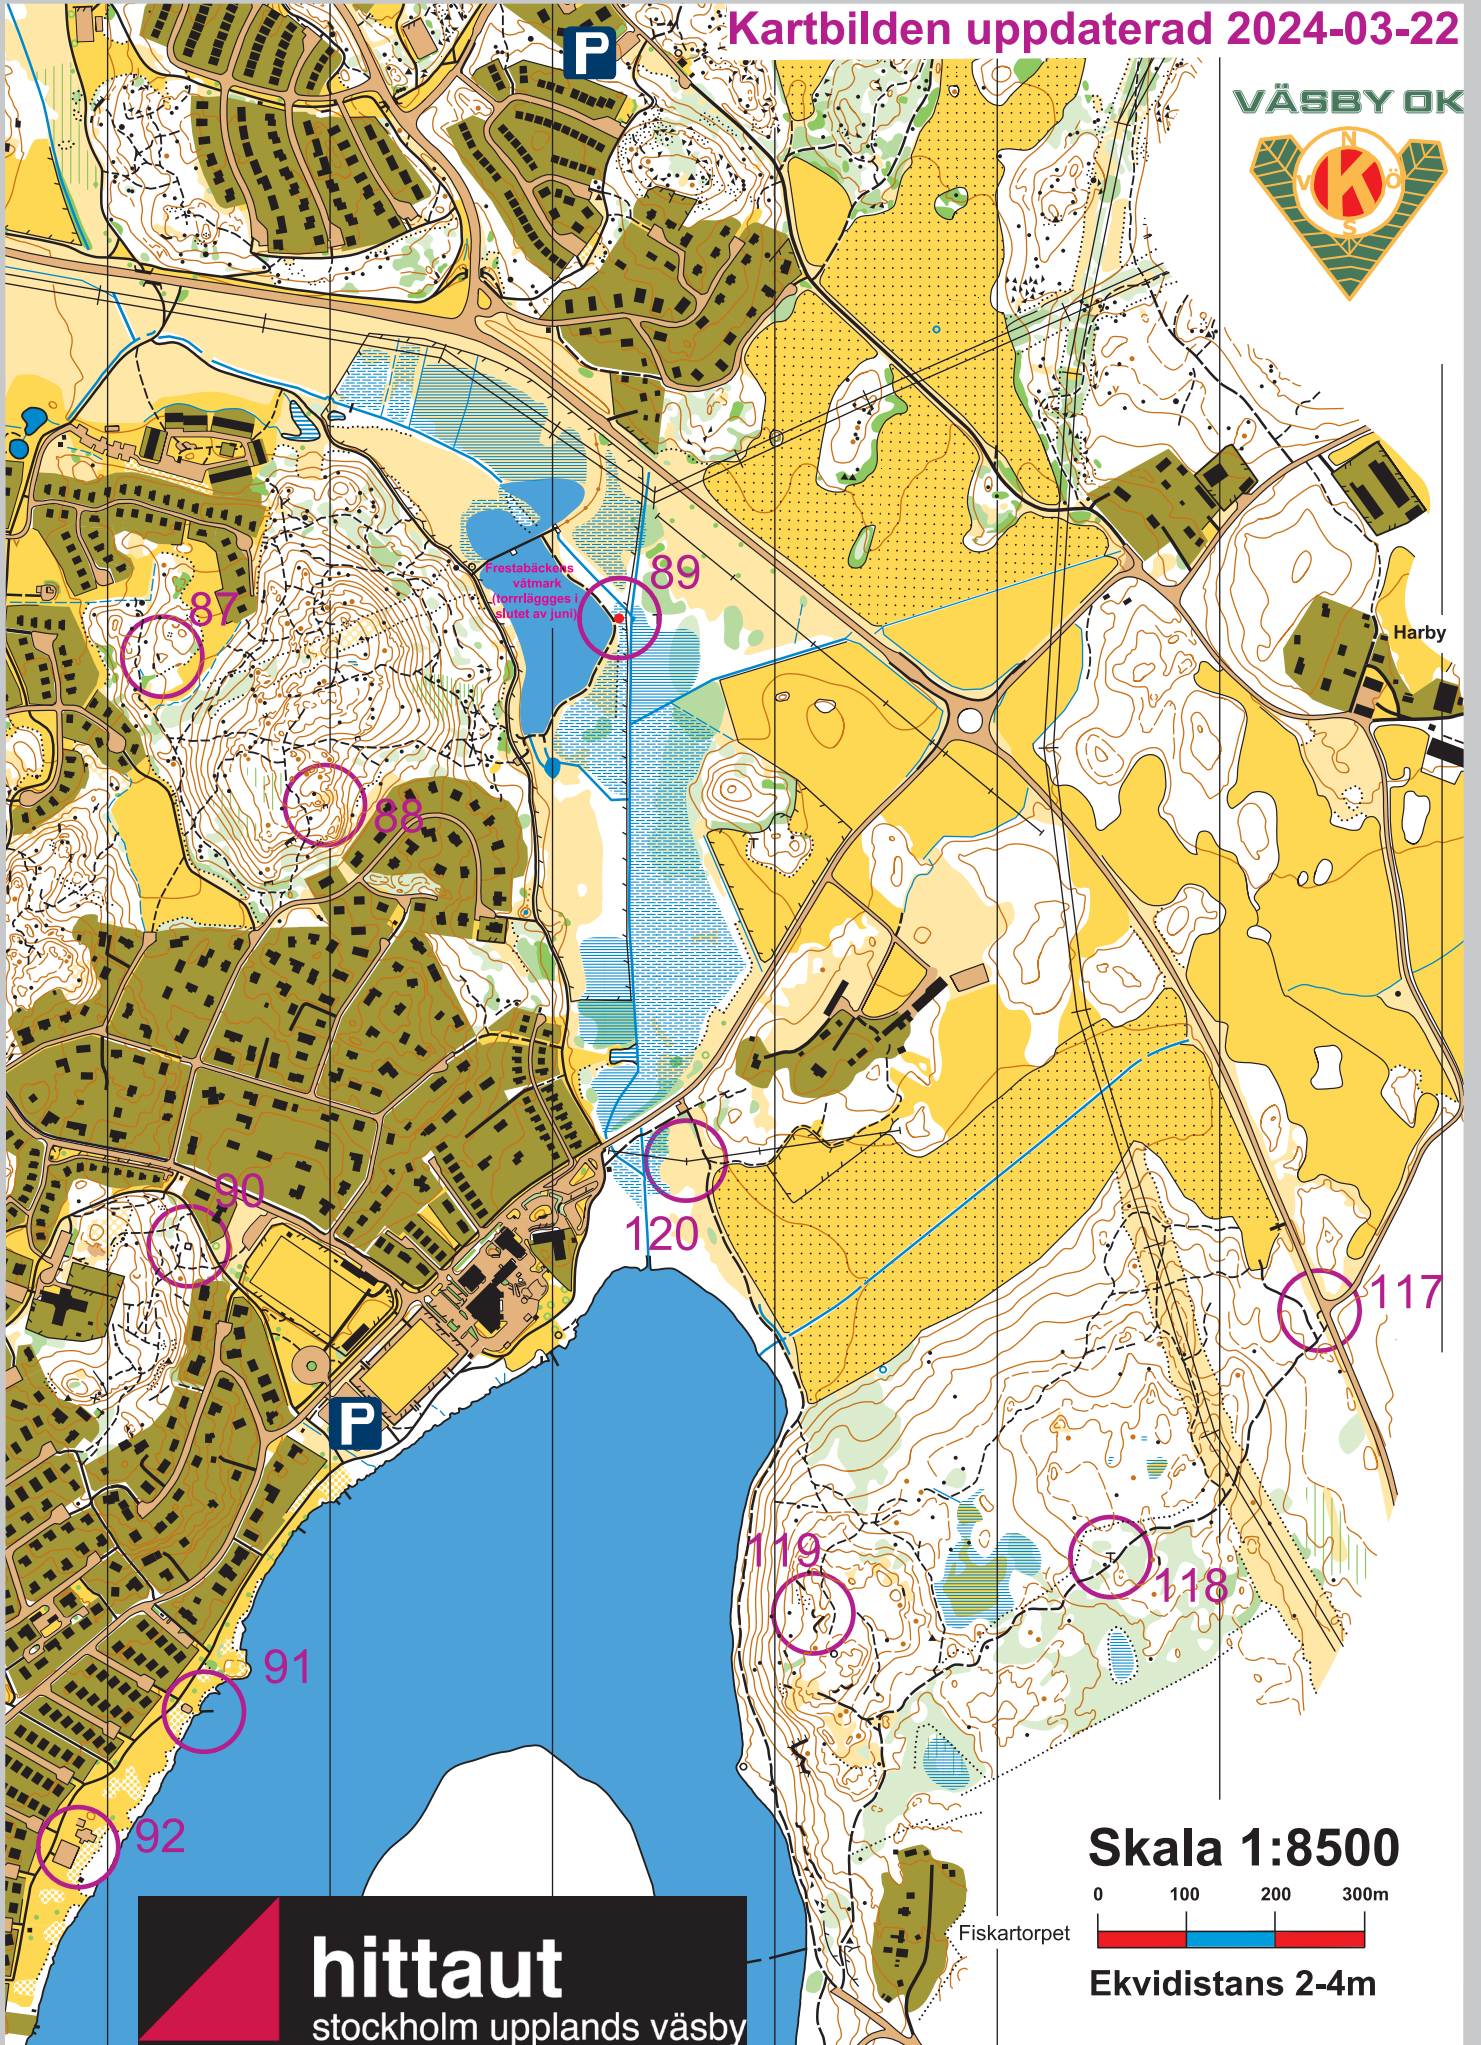 Kartbilden uppdaterad 2024-03-22
P
VÄSBY OK
N
V K Ö
S
87
89
Frestabäckens
våtmark
(torrrläggges i
slutet av juni)
Harby
88
90
120
117
P
119
118
91
92
Skala 1:8500
0 100 200 300m
Fiskartorpet
Ekvidistans 2-4m
hittaut
stockholm upplands väsby